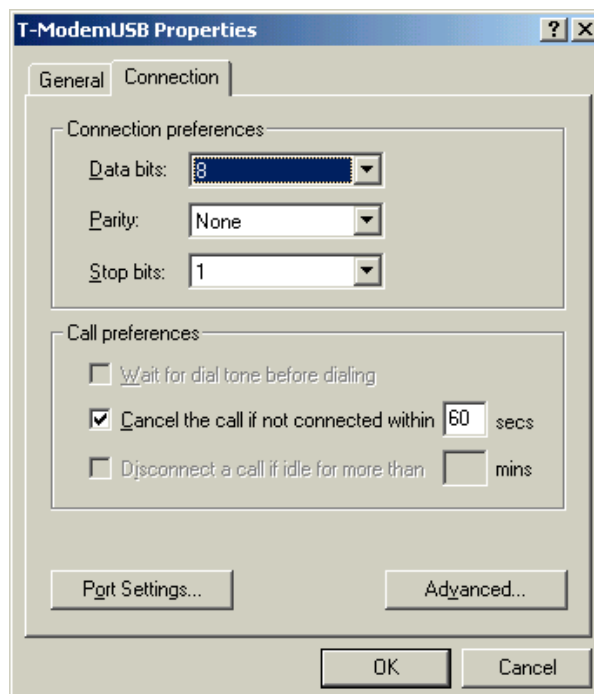 T-ModemUSB Properties
General Connection
Connection preferences
Data bits: 8
Parity: None
Stop bits: 1
Call preferences
Wait for dial tone before dialing
Cancel the call if not connected within 60 secs
Disconnect a call if idle for more than mins
Port Settings... Advanced...
OK Cancel